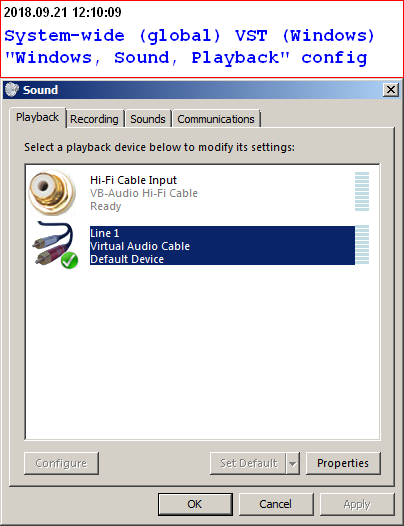 2018.09.21 12:10:09
System-wide (global) VST (Windows)
"Windows, Sound, Playback" config
Sound
Playback Recording Sounds Communications
Select a playback device below to modify its settings:
Hi-Fi Cable Input
VB-Audio Hi-Fi Cable
Ready
Line 1
Virtual Audio Cable
Default Device
Configure Set Default Properties
OK Cancel Apply